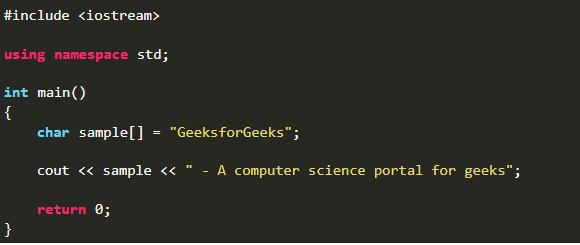 #include <iostream>
using namespace std;
int main()
{
    char sample[] = "GeeksforGeeks";
    cout << sample << " - A computer science portal for geeks";
    return 0;
}